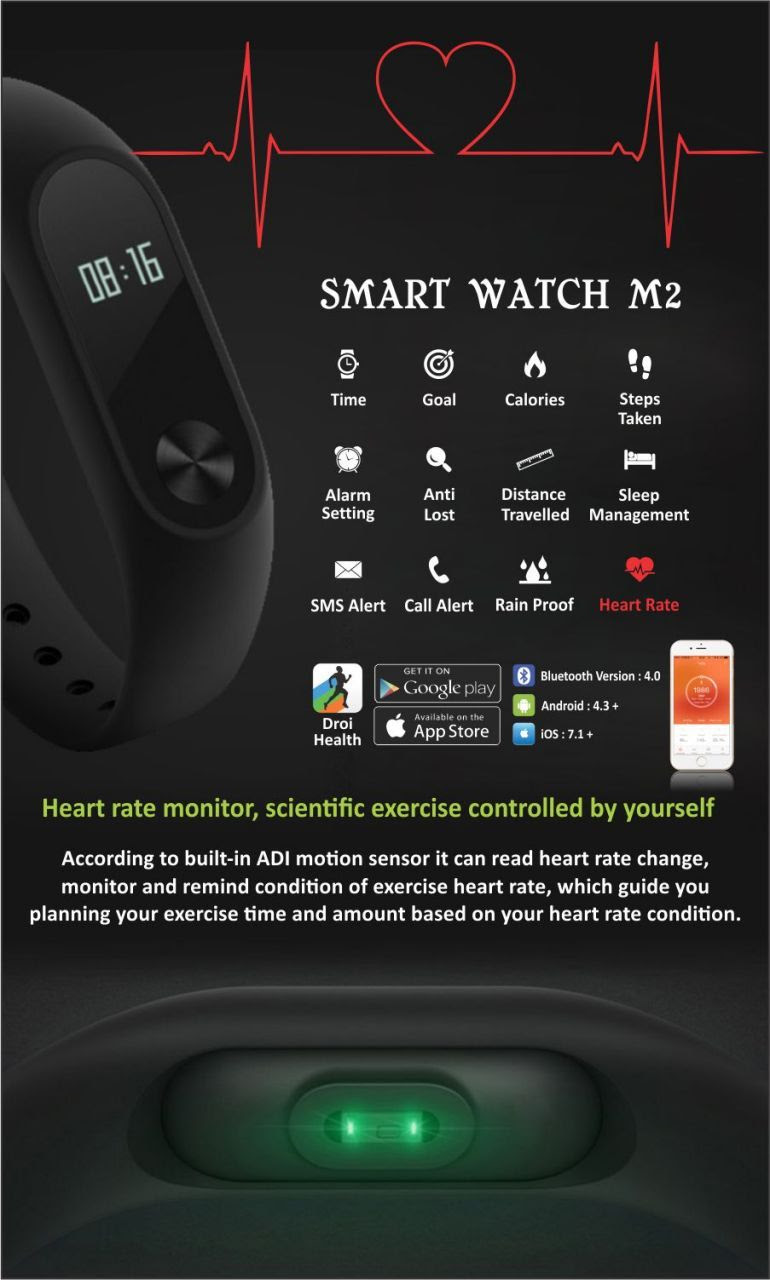 08:16
SMART WATCH M2
Time
Goal
Calories
Steps
Taken
Alarm
Setting
Anti
Lost
Distance
Travelled
Sleep
Management
SMS Alert
Call Alert
Rain Proof
Heart Rate
Droi
Health
GET IT ON
Google play
Available on the
App Store
Bluetooth Version : 4.0
Android : 4.3 +
iOS : 7.1 +
1986
Heart rate monitor, scientific exercise controlled by yourself
According to built-in ADI motion sensor it can read heart rate change,
monitor and remind condition of exercise heart rate, which guide you
planning your exercise time and amount based on your heart rate condition.